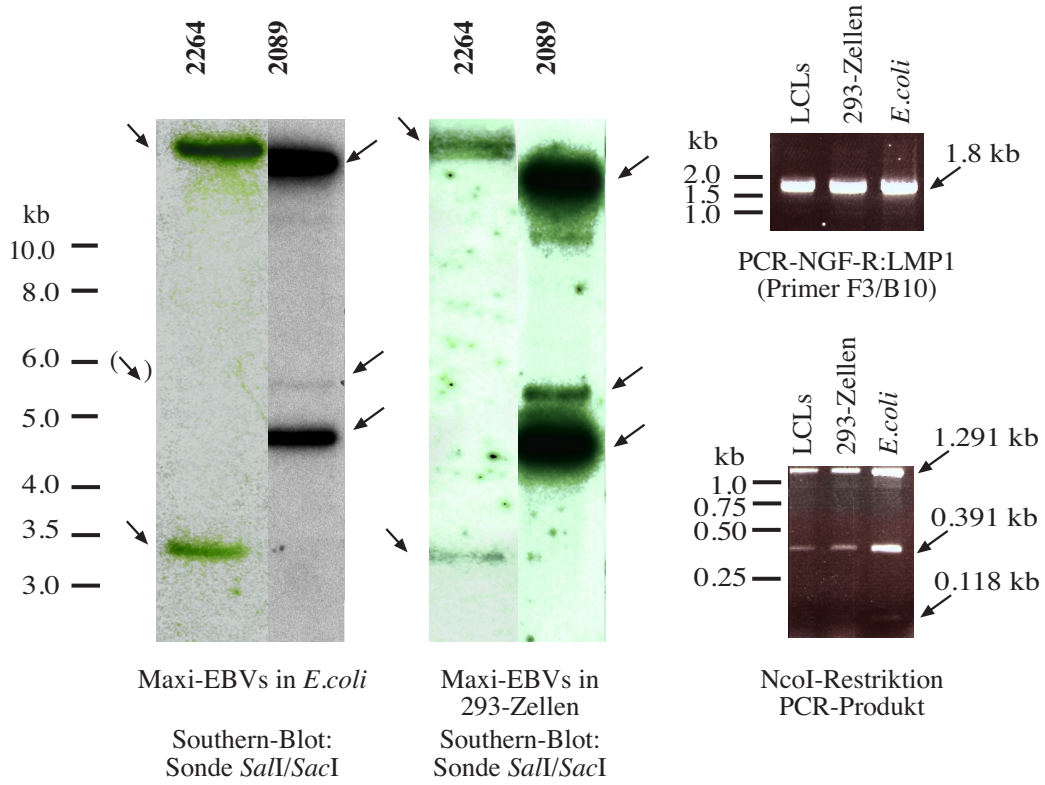 2264
2089
kb
10.0
8.0
6.0
( )
5.0
4.0
3.5
3.0
Maxi-EBVs in E.coli
Southern-Blot:
Sonde SalI/SacI
2264
2089
Maxi-EBVs in
293-Zellen
Southern-Blot:
Sonde SalI/SacI
LCLs
293-Zellen
E.coli
kb
2.0
1.5
1.0
1.8 kb
PCR-NGF-R:LMP1
(Primer F3/B10)
LCLs
293-Zellen
E.coli
kb
1.0
0.75
0.50
0.25
1.291 kb
0.391 kb
0.118 kb
NcoI-Restriktion
PCR-Produkt